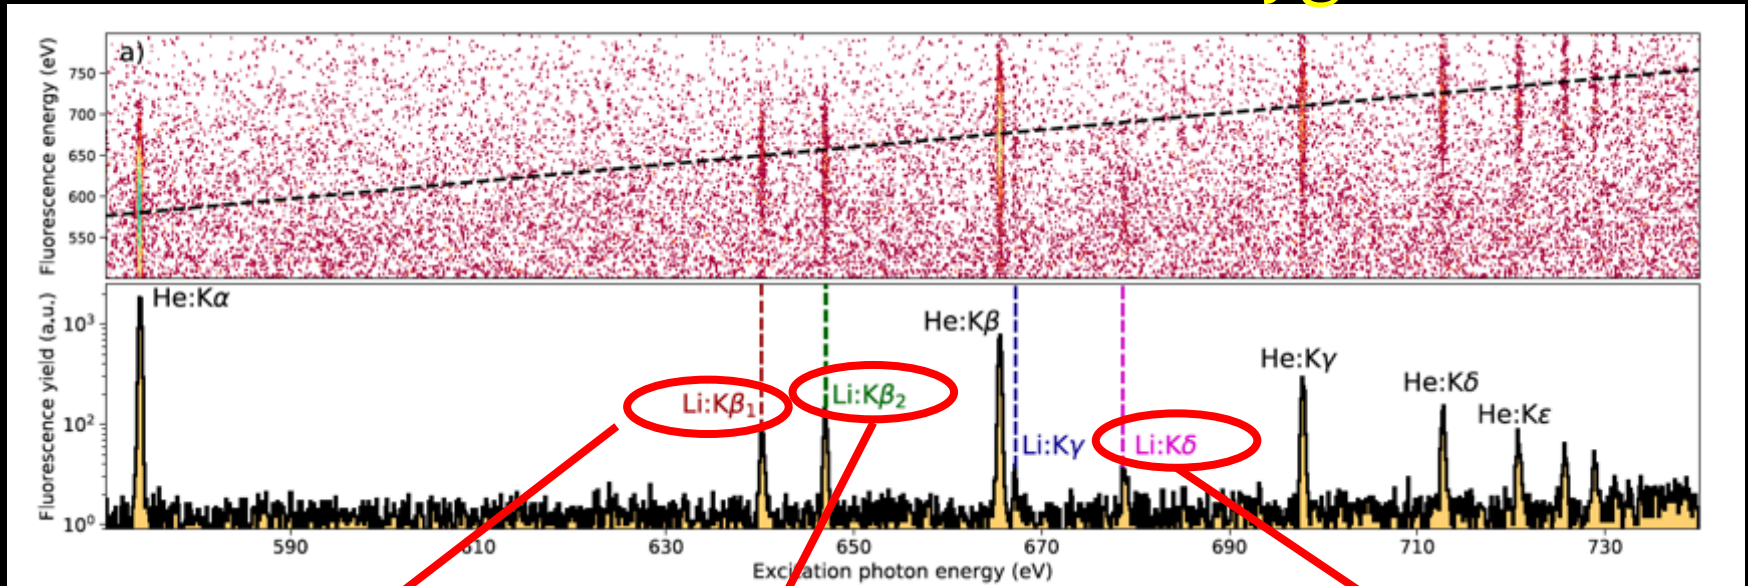 a)
Fluorescence energy (eV)
750
700
650
600
550
Fluorescence yield (a.u.)
10³
10²
10⁰
He:Kα
Li:Kβ₁
Li:Kβ₂
He:Kβ
Li:Kγ
Li:Kδ
He:Kγ
He:Kδ
He:Kε
590
610
630
650
670
690
710
730
Excitation photon energy (eV)